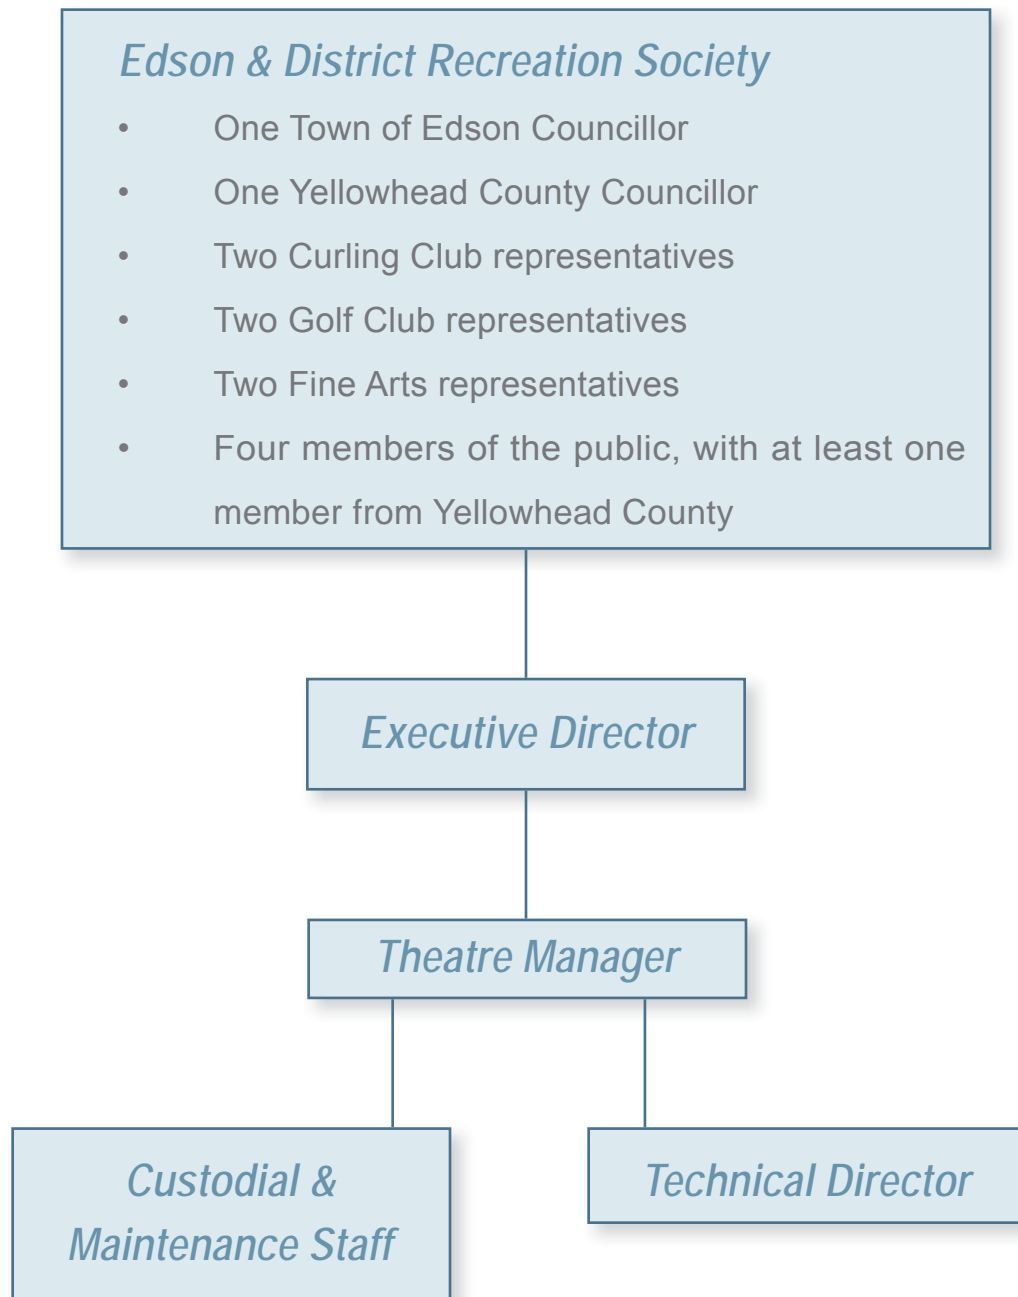 Edson & District Recreation Society
• One Town of Edson Councillor
• One Yellowhead County Councillor
• Two Curling Club representatives
• Two Golf Club representatives
• Two Fine Arts representatives
• Four members of the public, with at least one
member from Yellowhead County
Executive Director
Theatre Manager
Custodial &
Maintenance Staff
Technical Director